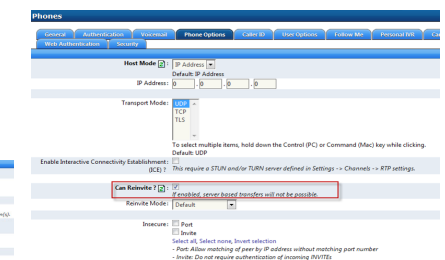 Phones
General Authentication Voicemail Phone Options Caller ID User Options Follow Me Personal IVR
Web Authentication Security
Host Mode : IP Address
Default: IP Address
IP Address: 0 . 0 . 0 . 0
Transport Mode: UDP
TCP
TLS
To select multiple items, hold down the Control (PC) or Command (Mac) key while clicking.
Default: UDP
Enable Interactive Connectivity Establishment:
(ICE) ? This require a STUN and/or TURN server defined in Settings -> Channels -> RTP settings.
Can Reinvite ? :
If enabled, server based transfers will not be possible.
Reinvite Mode: Default
Insecure: Port
Invite
Select all, Select none, Invert selection
- Port: Allow matching of peer by IP address without matching port number
- Invite: Do not require authentication of incoming INVITEs